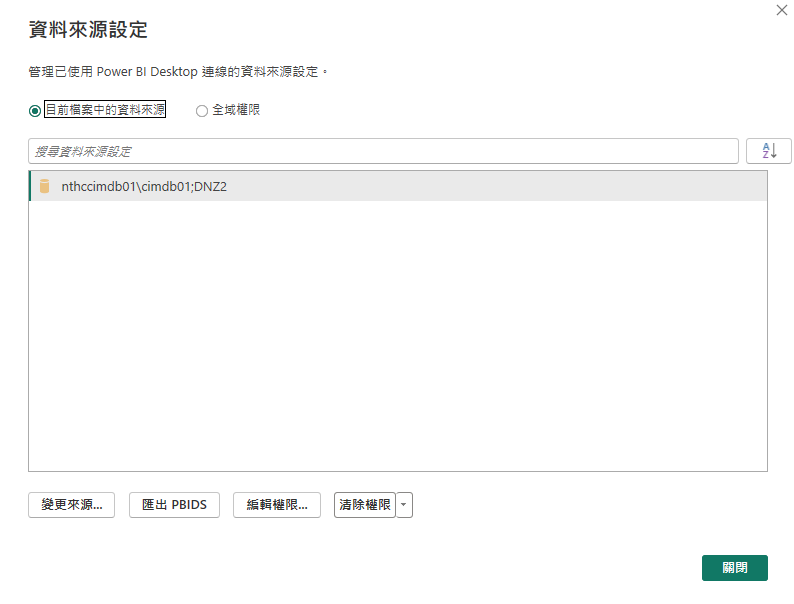 資料來源設定
管理已使用 Power BI Desktop 連線的資料來源設定。
目前檔案中的資料來源
全域權限
搜尋資料來源設定
AZ↓
nthccimdb01\cimdb01;DNZ2
變更來源...
匯出 PBIDS
編輯權限...
清除權限
關閉